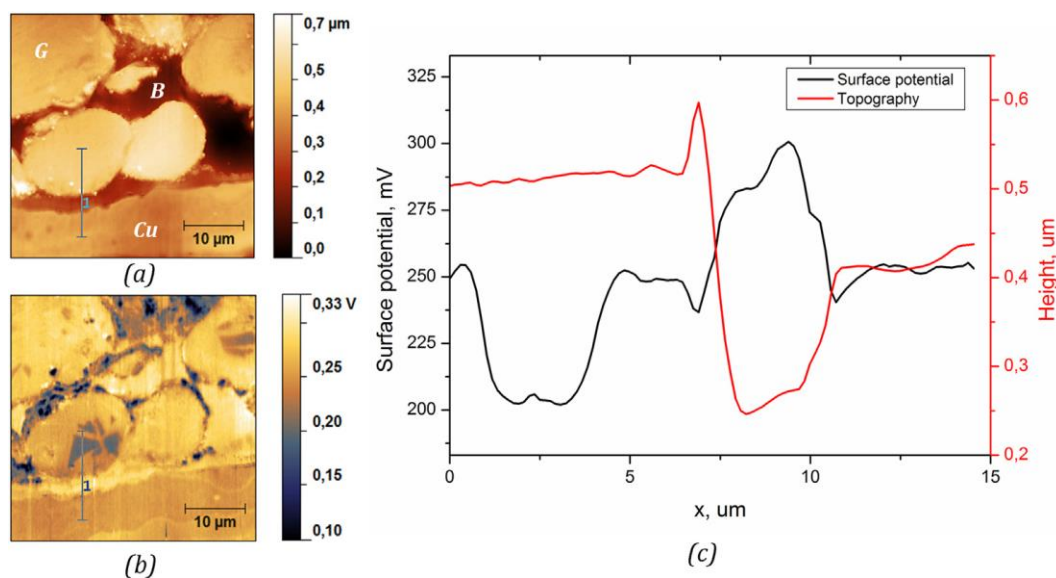 0,7 µm
0,5
0,4
0,3
0,2
0,1
0,0
G
B
1
Cu
10 µm
(a)
0,33 V
0,25
0,20
0,15
0,10
1
10 µm
(b)
Surface potential
Topography
325
300
275
250
225
200
Surface potential, mV
0,6
0,5
0,4
0,3
0,2
Height, um
0
5
10
15
x, um
(c)